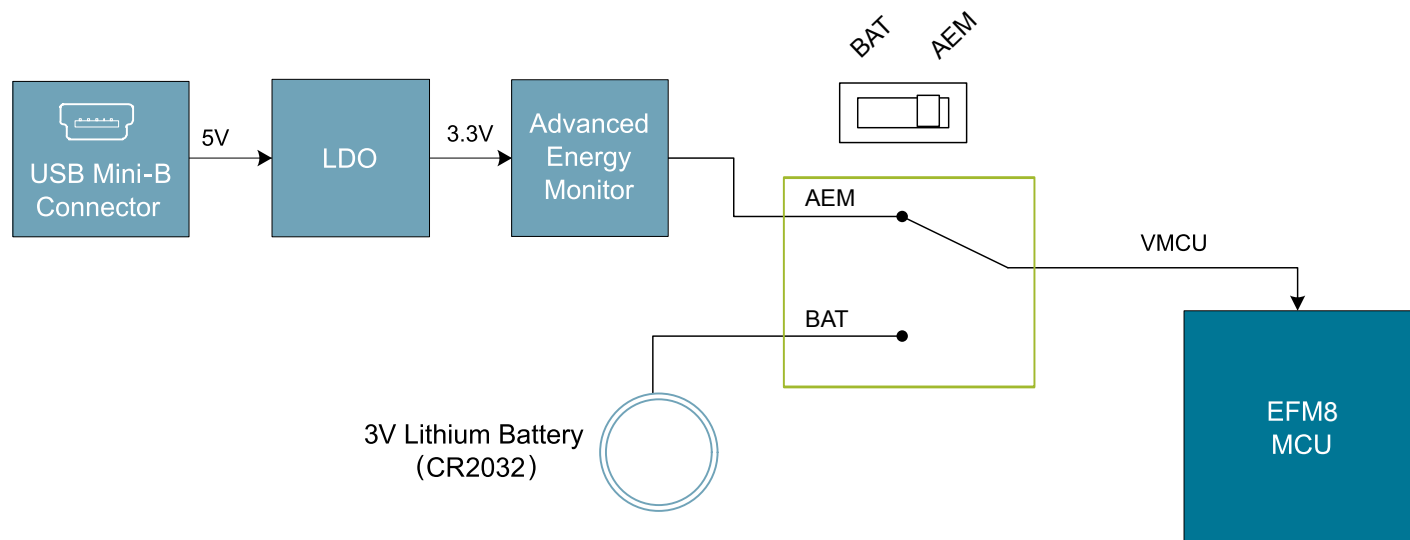 BAT
AEM
USB Mini-B
Connector
5V
LDO
3.3V
Advanced
Energy
Monitor
AEM
BAT
VMCU
3V Lithium Battery
(CR2032)
EFM8
MCU